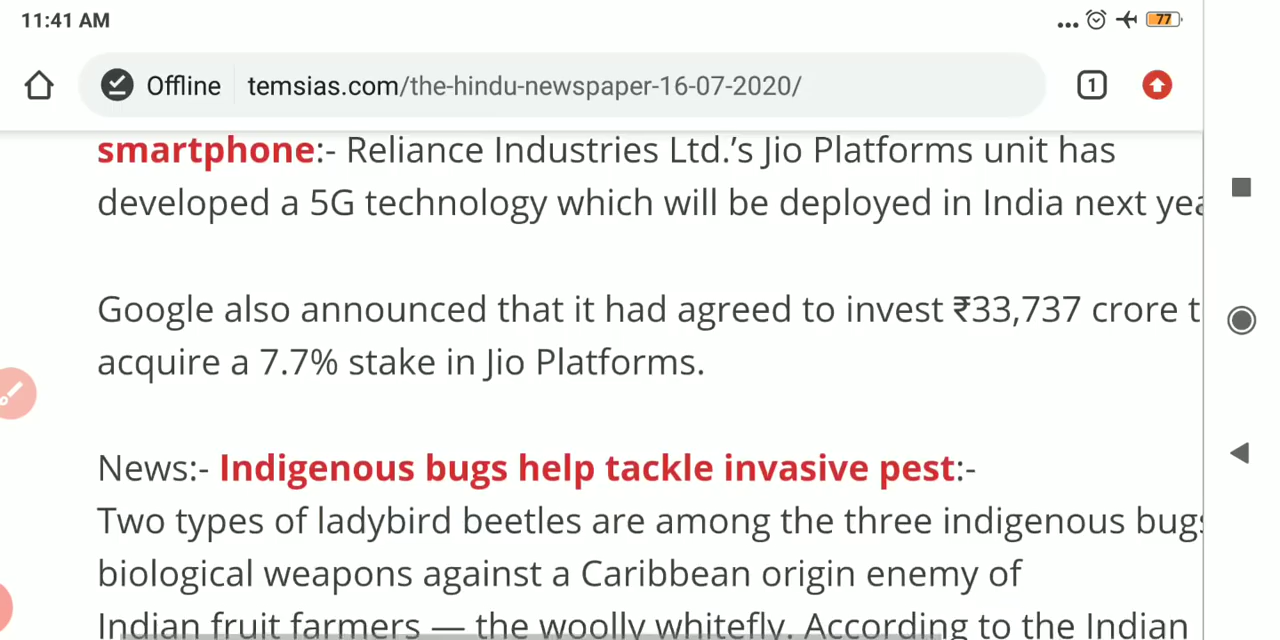 11:41 AM
77
Offline temsias.com/the-hindu-newspaper-16-07-2020/ 1
smartphone:- Reliance Industries Ltd.’s Jio Platforms unit has
developed a 5G technology which will be deployed in India next
Google also announced that it had agreed to invest ₹33,737 crore
acquire a 7.7% stake in Jio Platforms.
News:- Indigenous bugs help tackle invasive pest:-
Two types of ladybird beetles are among the three indigenous bugs
biological weapons against a Caribbean origin enemy of
Indian fruit farmers — the woolly whitefly. According to the Indian